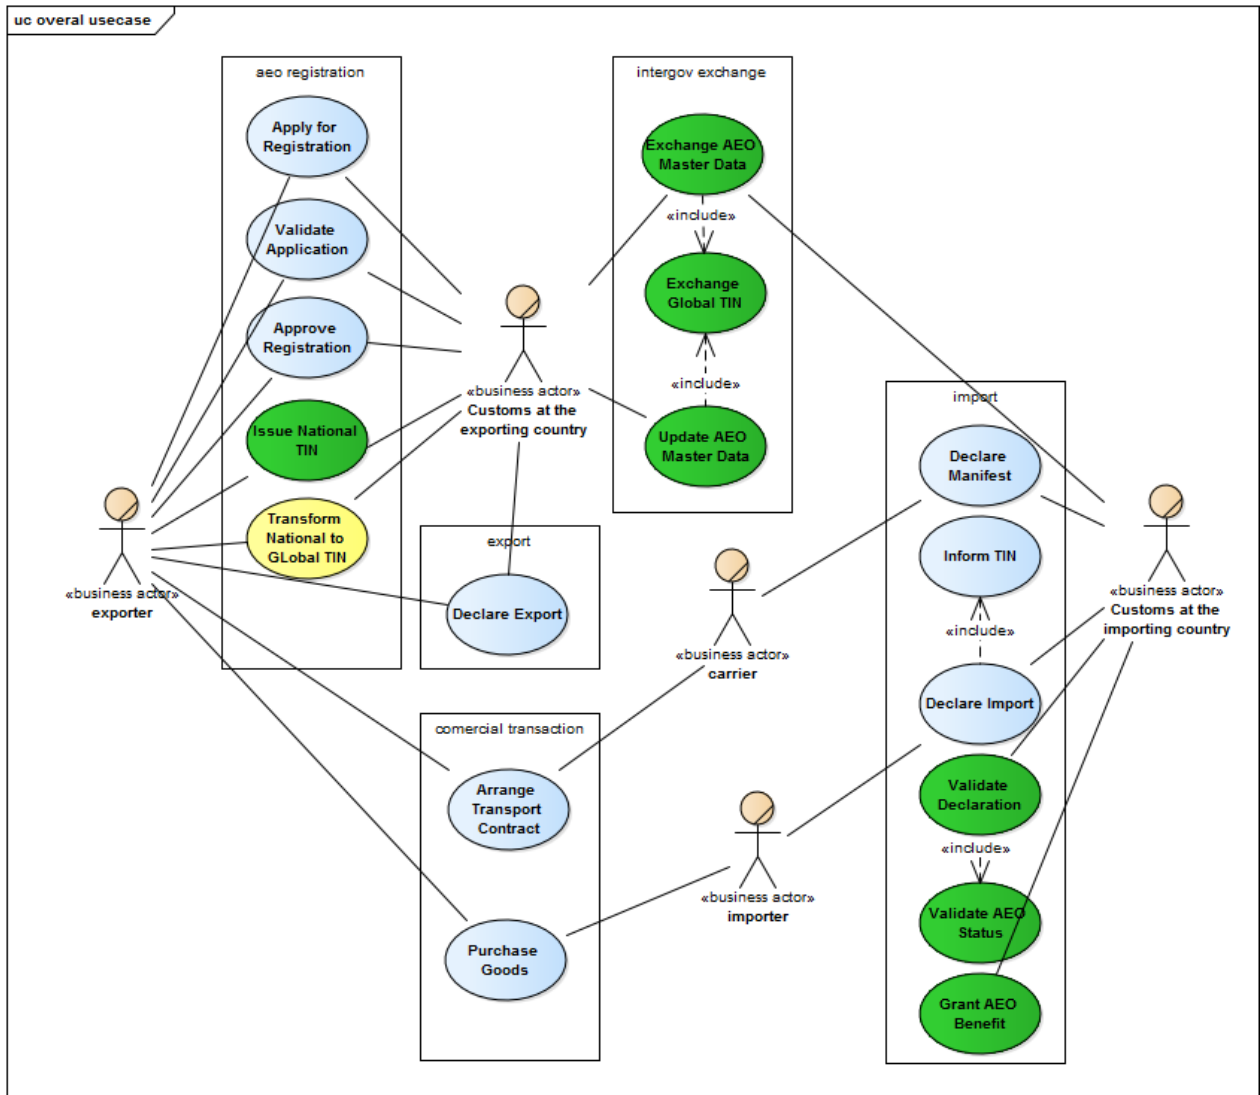 uc overal usecase
aeo registration
Apply for
Registration
Validate
Application
Approve
Registration
Issue National
TIN
Transform
National to
GLobal TIN
«business actor»
exporter
«business actor»
Customs at the
exporting country
export
Declare Export
comercial transaction
Arrange
Transport
Contract
Purchase
Goods
intergov exchange
Exchange AEO
Master Data
«include»
Exchange
Global TIN
«include»
Update AEO
Master Data
«business actor»
carrier
«business actor»
importer
import
Declare
Manifest
Inform TIN
«include»
Declare Import
Validate
Declaration
«include»
Validate AEO
Status
Grant AEO
Benefit
«business actor»
Customs at the
importing country